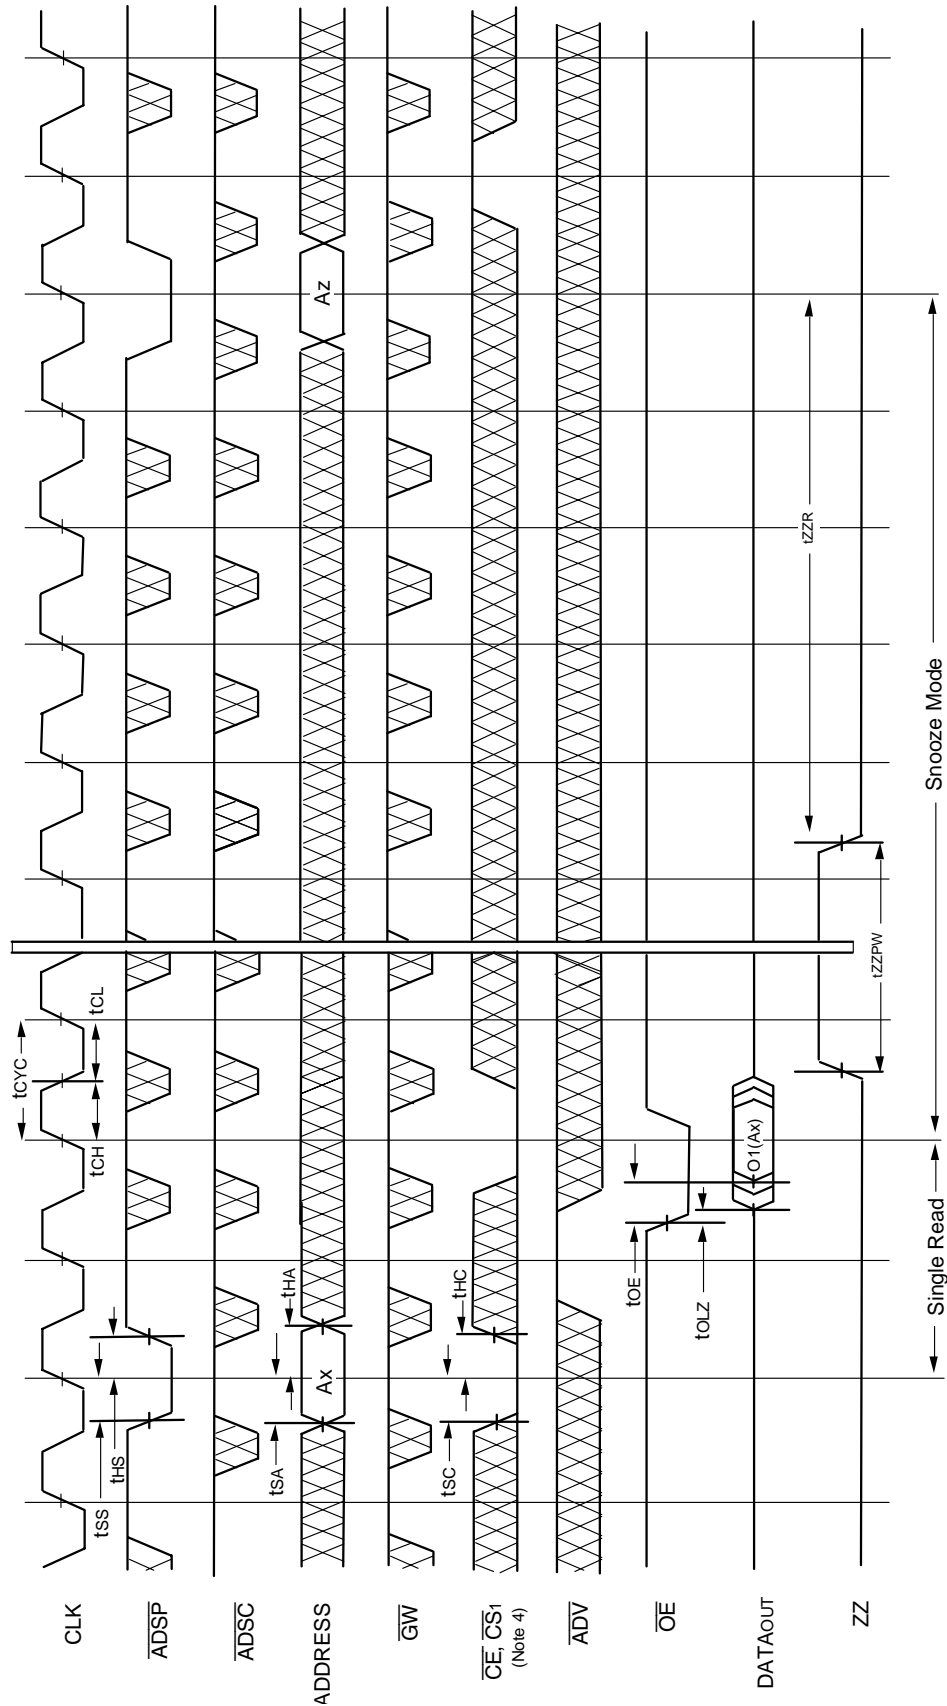 CLK
tCYC
tCH
tCL
tSS
tHS
ADSP
ADSC
ADDRESS
tSA
tHA
Ax
Az
GW
CE, CS1
(Note 4)
tSC
tHC
ADV
OE
tOE
tOLZ
DATAOUT
O1(Ax)
ZZ
tZZPW
tZZR
Single Read
Snooze Mode